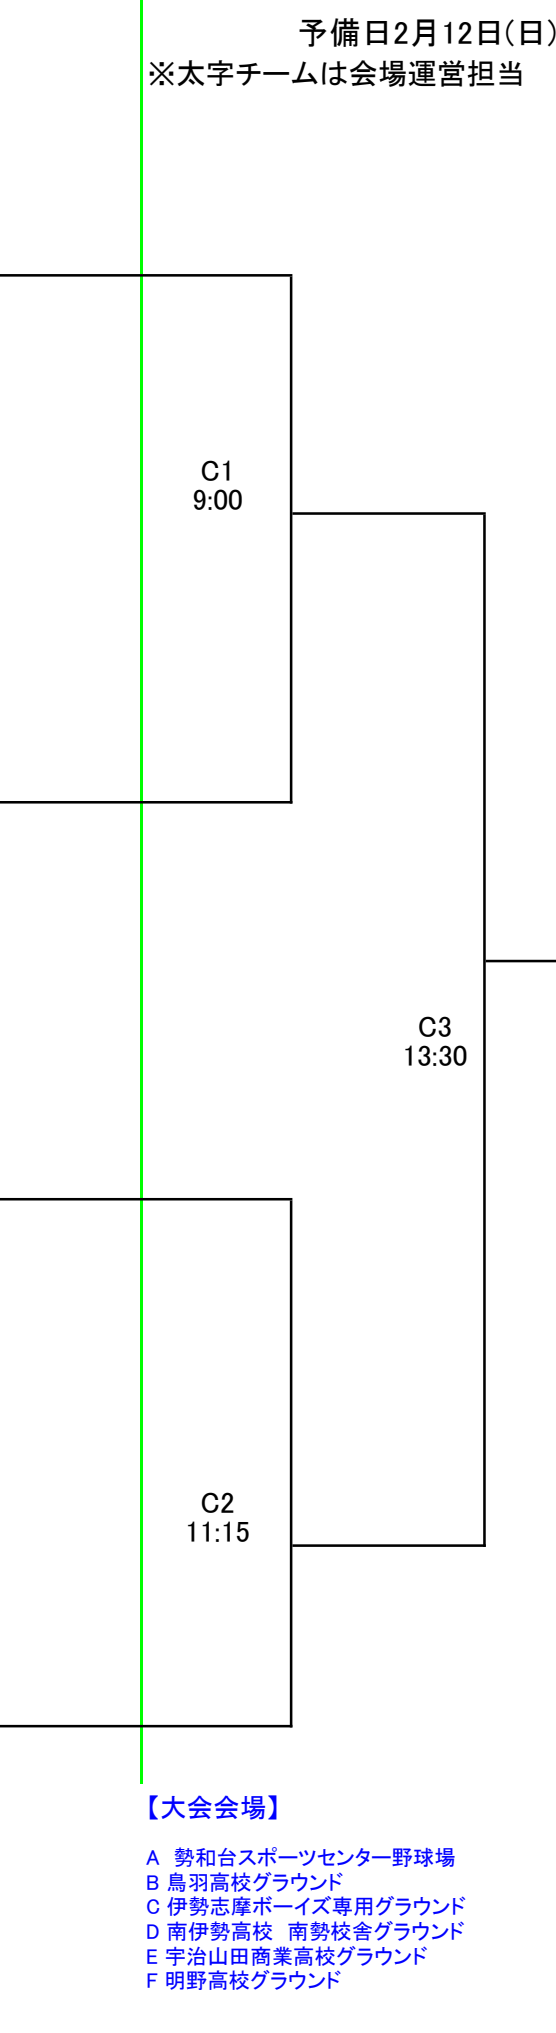 予備日2月12日(日)
※太字チームは会場運営担当
C1
9:00
C3
13:30
C2
11:15
【大会会場】
A　勢和台スポーツセンター野球場
B 鳥羽高校グラウンド
C 伊勢志摩ボーイズ専用グラウンド
D 南伊勢高校　南勢校舎グラウンド
E 宇治山田商業高校グラウンド
F 明野高校グラウンド